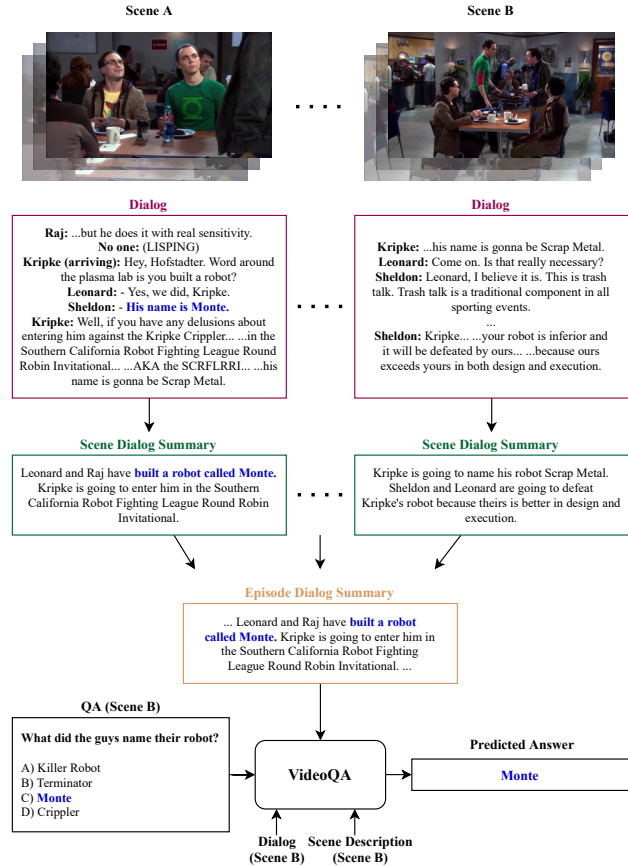 Scene A
Scene B
. . . .
Dialog
Raj: ...but he does it with real sensitivity.
No one: (LISPING)
Kripke (arriving): Hey, Hofstadter. Word around
the plasma lab is you built a robot?
Leonard: - Yes, we did, Kripke.
Sheldon: - His name is Monte.
Kripke: Well, if you have any delusions about
entering him against the Kripke Crippler... ...in the
Southern California Robot Fighting League Round
Robin Invitational... ...AKA the SCRFLRRI... ...his
name is gonna be Scrap Metal.
Dialog
Kripke: ...his name is gonna be Scrap Metal.
Leonard: Come on. Is that really necessary?
Sheldon: Leonard, I believe it. This is trash
talk. Trash talk is a traditional component in all
sporting events.
...
Sheldon: Kripke... ...your robot is inferior and
it will be defeated by ours... ...because ours
exceeds yours in both design and execution.
Scene Dialog Summary
Leonard and Raj have built a robot called Monte.
Kripke is going to enter him in the Southern
California Robot Fighting League Round Robin
Invitational.
. . . .
Scene Dialog Summary
Kripke is going to name his robot Scrap Metal.
Sheldon and Leonard are going to defeat
Kripke's robot because theirs is better in design and
execution.
Episode Dialog Summary
... Leonard and Raj have built a robot
called Monte. Kripke is going to enter him in
the Southern California Robot Fighting
League Round Robin Invitational. ...
QA (Scene B)
What did the guys name their robot?
A) Killer Robot
B) Terminator
C) Monte
D) Crippler
VideoQA
Predicted Answer
Monte
Dialog
(Scene B)
Scene Description
(Scene B)